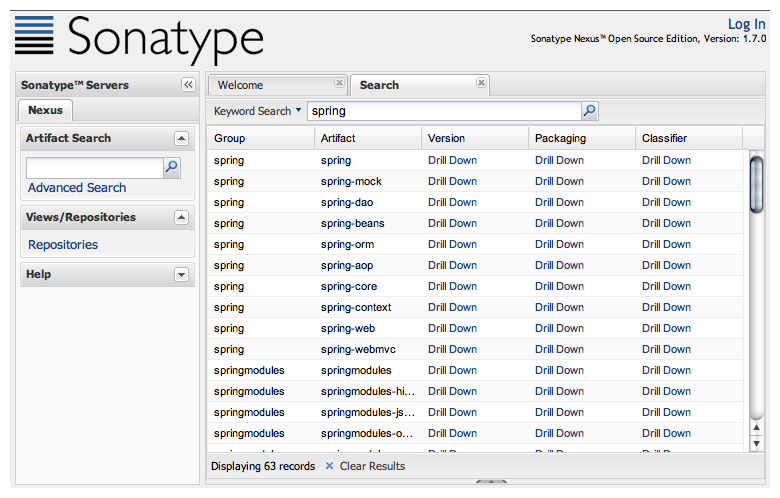 Sonatype
Log In
Sonatype Nexus™ Open Source Edition, Version: 1.7.0
Sonatype™ Servers
Nexus
Artifact Search
Advanced Search
Views/Repositories
Repositories
Help
Welcome
Search
Keyword Search spring
Group Artifact Version Packaging Classifier
spring spring Drill Down Drill Down Drill Down
spring spring-mock Drill Down Drill Down Drill Down
spring spring-dao Drill Down Drill Down Drill Down
spring spring-beans Drill Down Drill Down Drill Down
spring spring-orm Drill Down Drill Down Drill Down
spring spring-aop Drill Down Drill Down Drill Down
spring spring-core Drill Down Drill Down Drill Down
spring spring-context Drill Down Drill Down Drill Down
spring spring-web Drill Down Drill Down Drill Down
spring spring-webmvc Drill Down Drill Down Drill Down
springmodules springmodules Drill Down Drill Down Drill Down
springmodules springmodules-hi... Drill Down Drill Down Drill Down
springmodules springmodules-js... Drill Down Drill Down Drill Down
springmodules springmodules-o... Drill Down Drill Down Drill Down
Displaying 63 records Clear Results